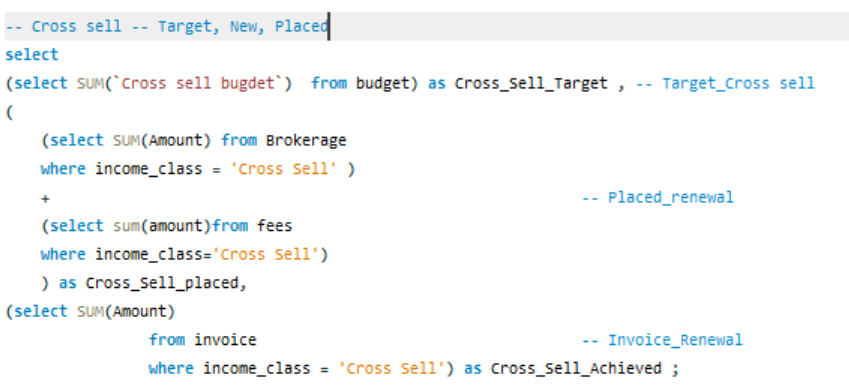 -- Cross sell -- Target, New, Placed
select
(select SUM(`Cross sell bugdet`)  from budget) as Cross_Sell_Target , -- Target_Cross sell
(
    (select SUM(Amount) from Brokerage
    where income_class = 'Cross Sell' )
    +                                                           -- Placed_renewal
    (select sum(amount)from fees
    where income_class='Cross Sell')
    ) as Cross_Sell_placed,
(select SUM(Amount)
                from invoice                                    -- Invoice_Renewal
                where income_class = 'Cross Sell') as Cross_Sell_Achieved ;